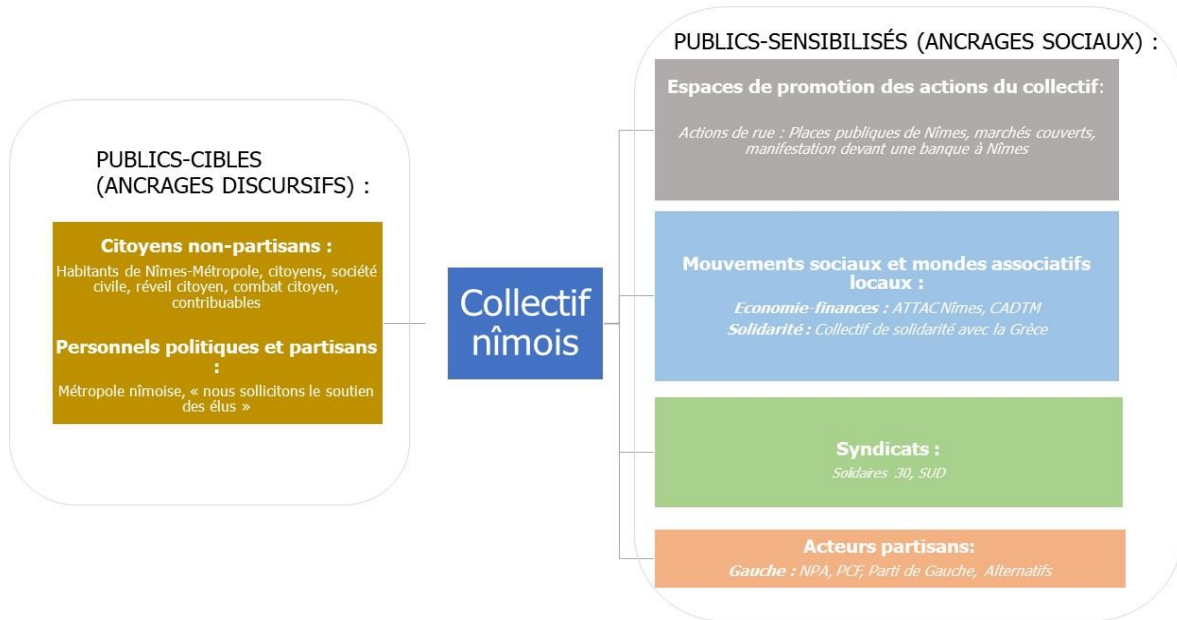 PUBLICS-CIBLES
(ANCRAGES DISCURSIFS) :
Citoyens non-partisans :
Habitants de Nîmes-Métropole, citoyens, société
civile, réveil citoyen, combat citoyen,
contribuables
Personnels politiques et partisans
:
Métropole nîmoise, « nous sollicitons le soutien
des élus »
Collectif
nîmois
PUBLICS-SENSIBILISÉS (ANCRAGES SOCIAUX) :
Espaces de promotion des actions du collectif:
Actions de rue : Places publiques de Nîmes, marchés couverts,
manifestation devant une banque à Nîmes
Mouvements sociaux et mondes associatifs
locaux :
Economie-finances : ATTAC Nîmes, CADTM
Solidarité : Collectif de solidarité avec la Grèce
Syndicats :
Solidaires 30, SUD
Acteurs partisans:
Gauche : NPA, PCF, Parti de Gauche, Alternatifs